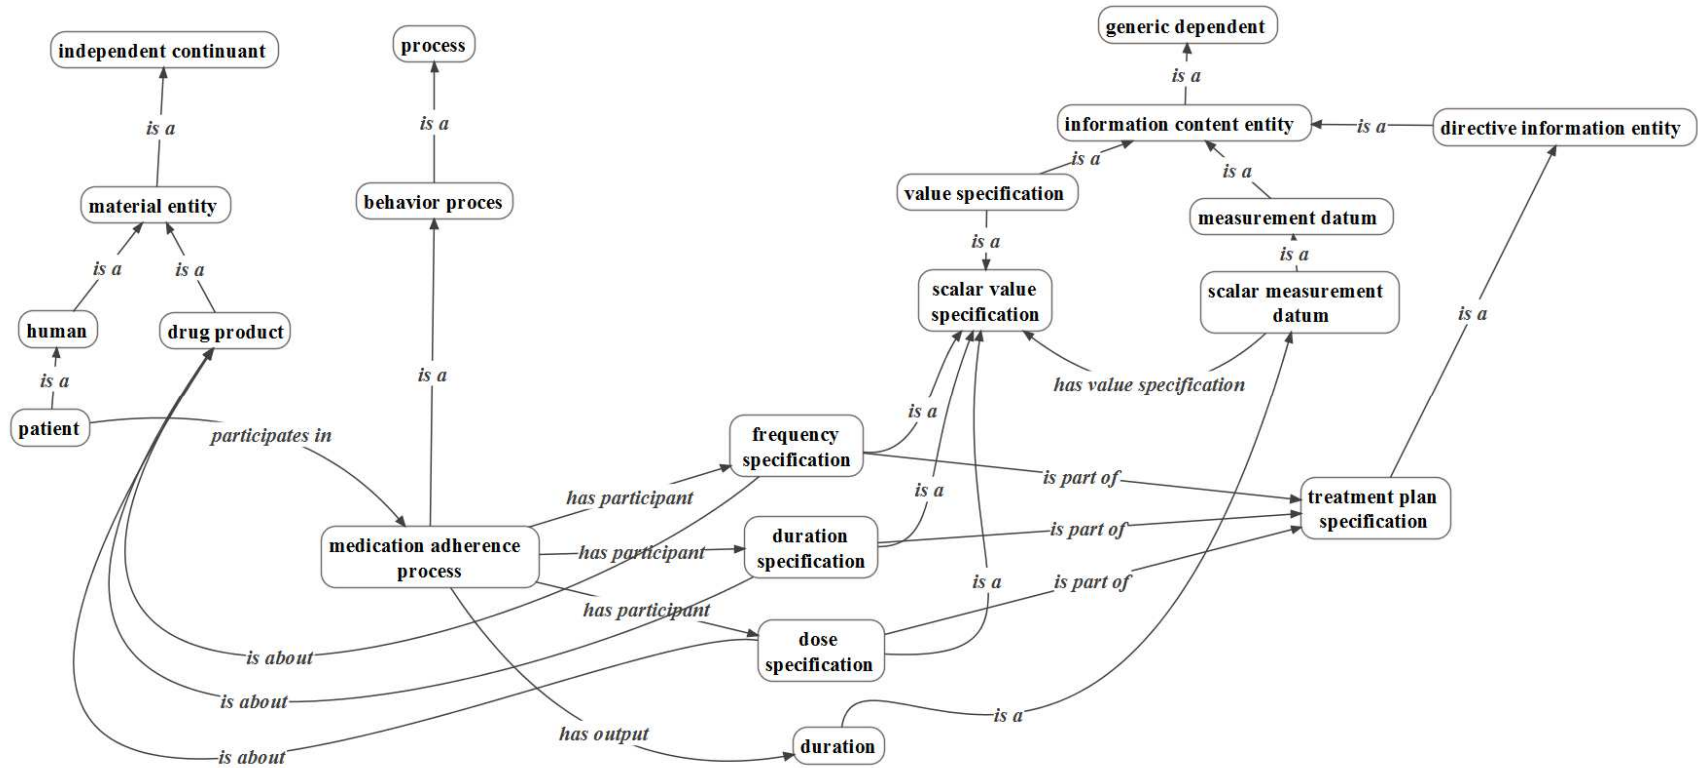 independent continuant
process
generic dependent
is a
is a
is a
information content entity
is a
directive information entity
is a
is a
material entity
behavior proces
value specification
measurement datum
is a
is a
is a
is a
human
drug product
scalar value
specification
scalar measurement
datum
is a
is a
is a
has value specification
patient
participates in
is a
frequency
specification
is part of
is a
has participant
treatment plan
specification
medication adherence
process
has participant
duration
specification
is part of
is a
is part of
has participant
dose
specification
is about
is about
is a
has output
duration
is about